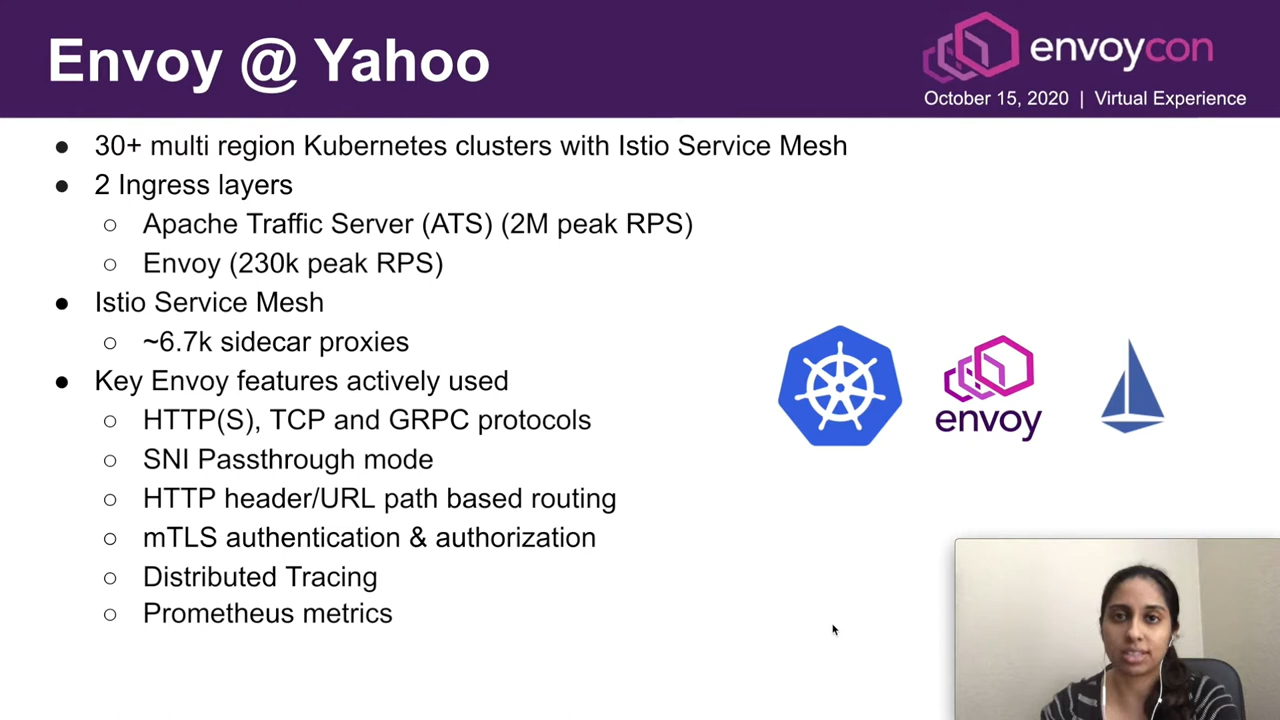 Envoy @ Yahoo
envoycon
October 15, 2020 | Virtual Experience
● 30+ multi region Kubernetes clusters with Istio Service Mesh
● 2 Ingress layers
○ Apache Traffic Server (ATS) (2M peak RPS)
○ Envoy (230k peak RPS)
● Istio Service Mesh
○ ~6.7k sidecar proxies
● Key Envoy features actively used
○ HTTP(S), TCP and GRPC protocols
○ SNI Passthrough mode
○ HTTP header/URL path based routing
○ mTLS authentication & authorization
○ Distributed Tracing
○ Prometheus metrics
envoy